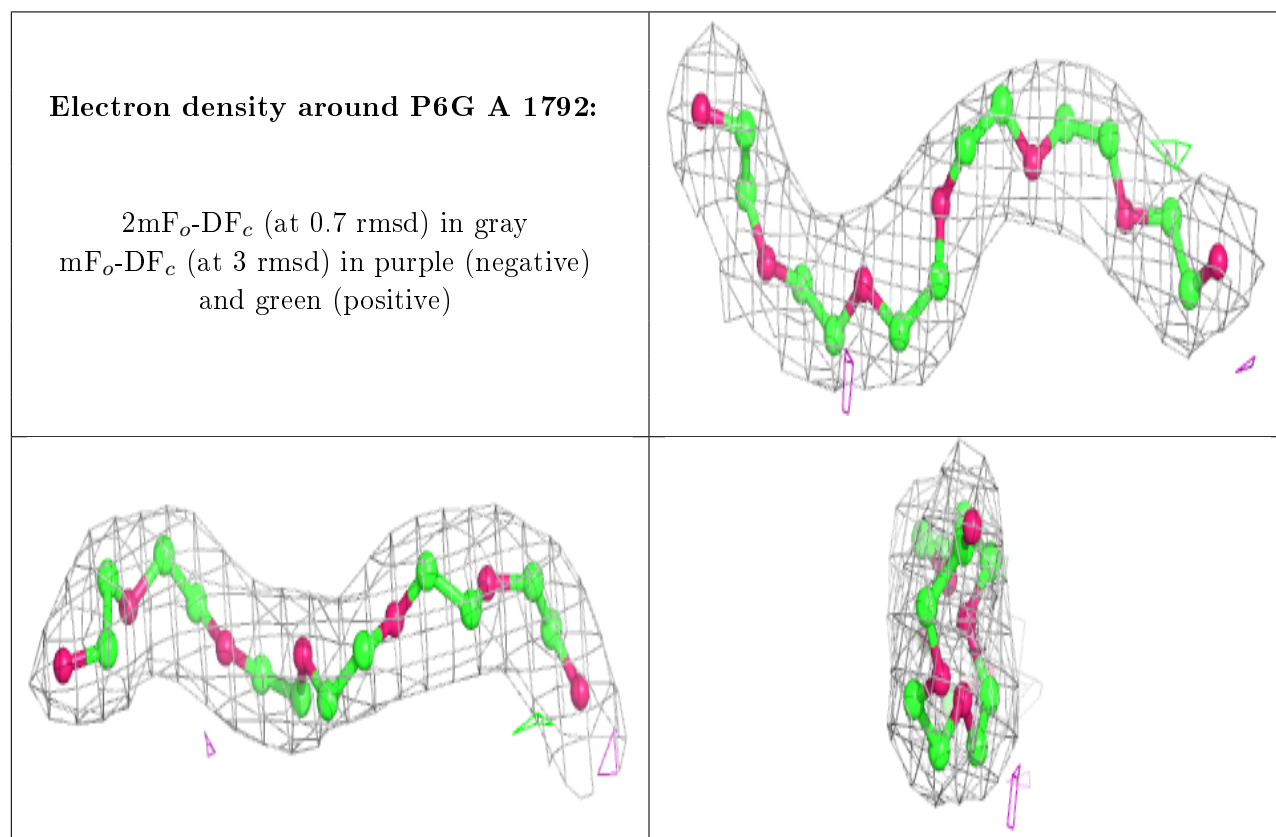 Electron density around P6G A 1792:
2mFo-DFc (at 0.7 rmsd) in gray
mFo-DFc (at 3 rmsd) in purple (negative)
and green (positive)